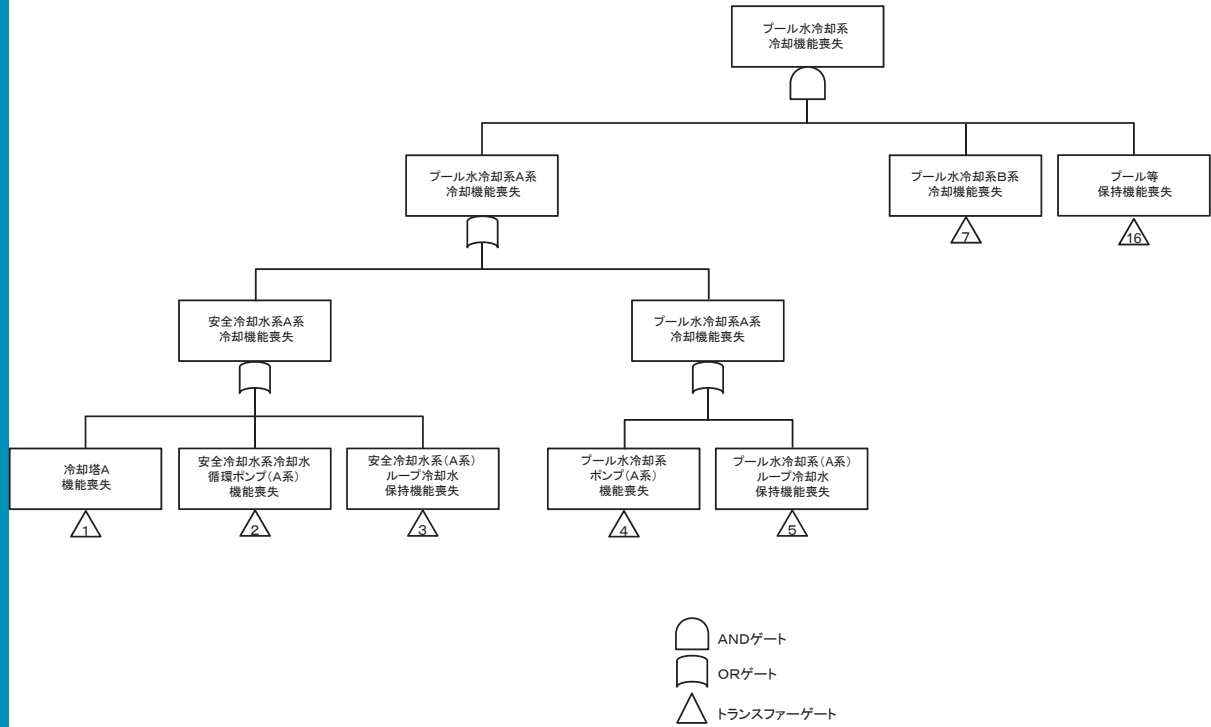 プール水冷却系
冷却機能喪失
プール水冷却系A系
冷却機能喪失
プール水冷却系B系
冷却機能喪失
7
プール等
保持機能喪失
16
安全冷却水系A系
冷却機能喪失
プール水冷却系A系
冷却機能喪失
冷却塔A
機能喪失
1
安全冷却水系冷却水
循環ポンプ(A系)
機能喪失
2
安全冷却水系(A系)
ループ冷却水
保持機能喪失
3
プール水冷却系
ポンプ(A系)
機能喪失
4
プール水冷却系(A系)
ループ冷却水
保持機能喪失
5
ANDゲート
ORゲート
トランスファーゲート